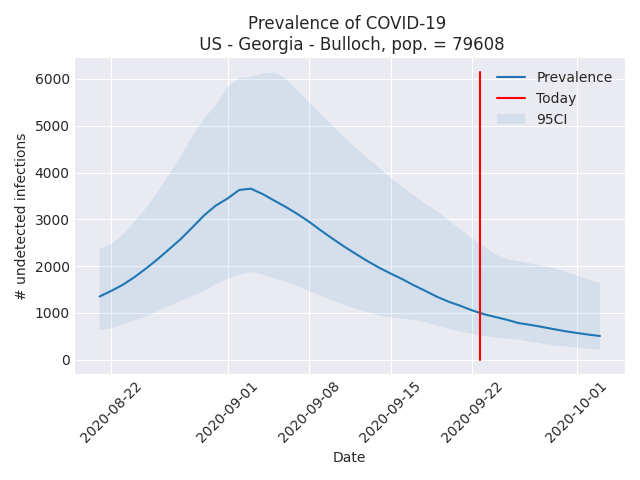 Prevalence of COVID-19
US - Georgia - Bulloch, pop. = 79608
Prevalence
Today
95CI
6000
5000
4000
3000
2000
1000
0
# undetected infections
2020-08-22
2020-09-01
2020-09-08
2020-09-15
2020-09-22
2020-10-01
Date